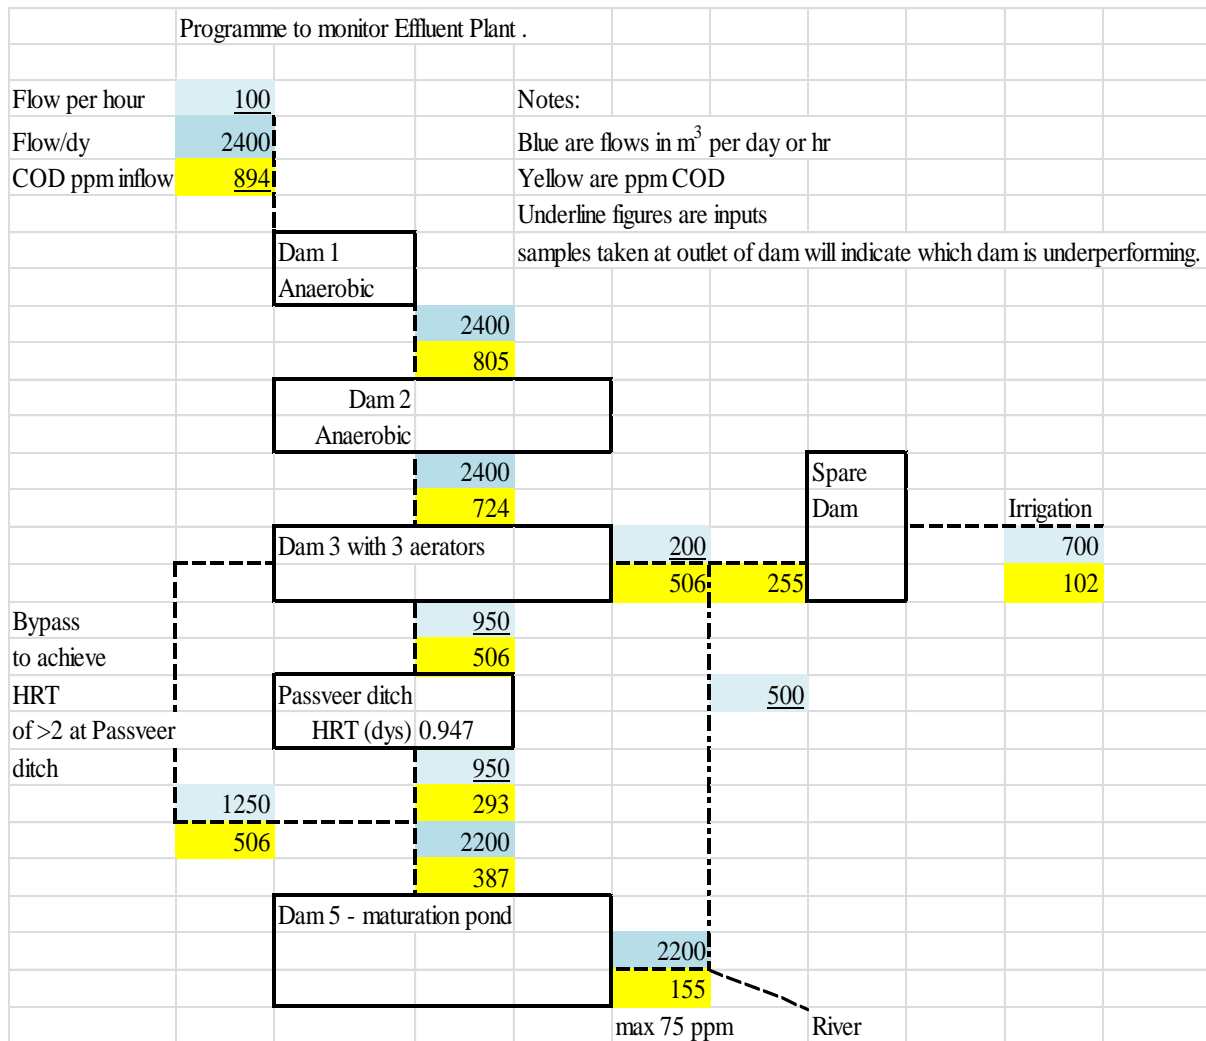 Programme to monitor Effluent Plant .
Flow per hour 100 Notes:
Flow/dy 2400 Blue are flows in m³ per day or hr
COD ppm inflow 894 Yellow are ppm COD
Underline figures are inputs
Dam 1 samples taken at outlet of dam will indicate which dam is underperforming.
Anaerobic
2400
805
Dam 2
Anaerobic
2400 Spare
724 Dam Irrigation
Dam 3 with 3 aerators 200 700
506 255 102
Bypass 950
to achieve 506
HRT Passveer ditch 500
of >2 at Passveer HRT (dys) 0.947
ditch 950
1250 293
506 2200
387
Dam 5 - maturation pond
2200
155
max 75 ppm River